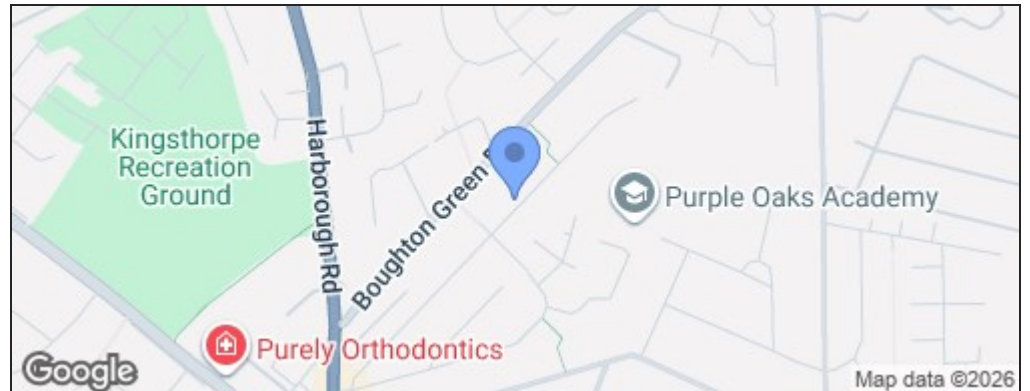 Kingsthorpe
Recreation
Ground
Harborough Rd
Boughton Green
Purple Oaks Academy
Purely Orthodontics
Google
Map data ©2026